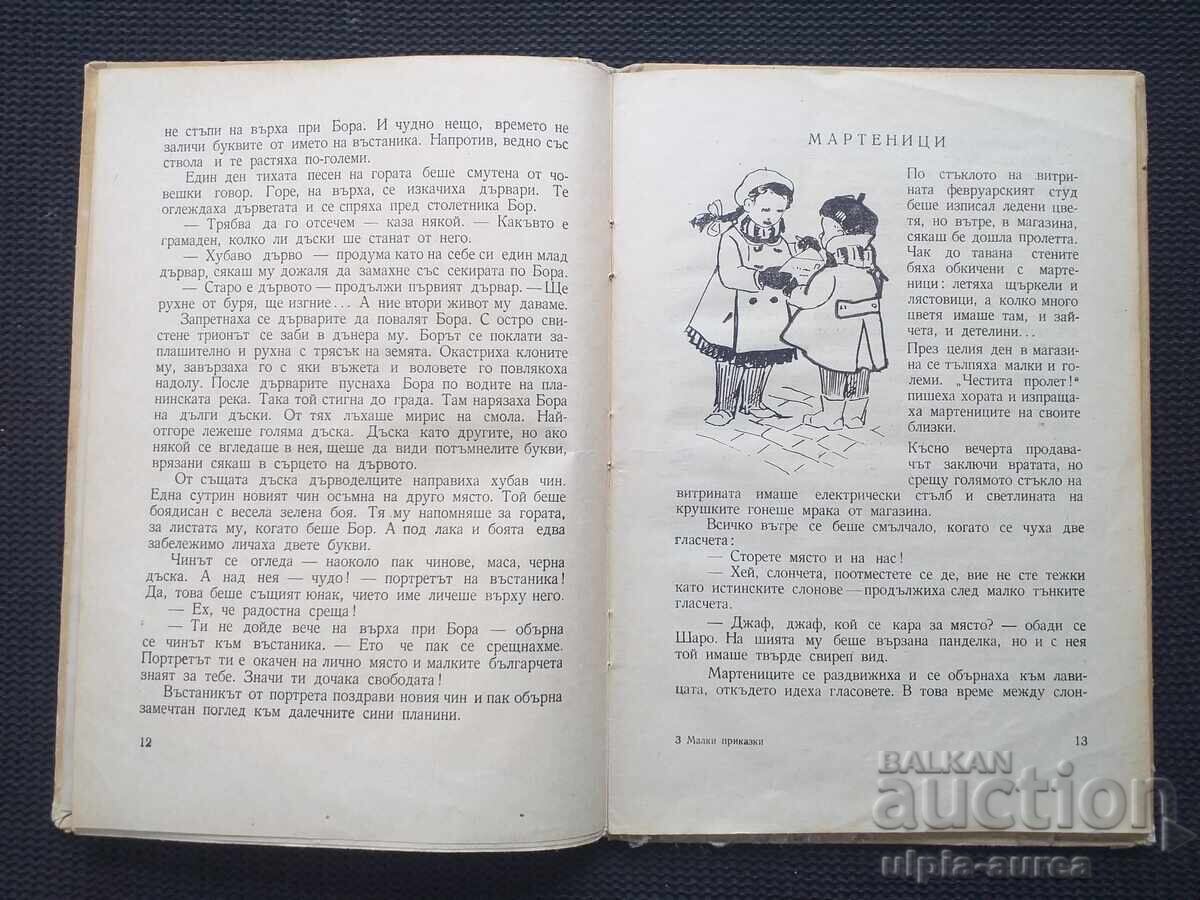 не стъпи на върха при Бора. И чудно нещо, времето не
заличи буквите от името на въстаника. Напротив, ведно със
ствола и те растяха по-големи.
Един ден тихата песен на гората беше смутена от чо-
вешки говор. Горе, на върха, се изкачиха дървари. Те
оглеждаха дърветата и се спряха пред столетника Бор.
— Трябва да го отсечем — каза някой. — Какъвто е
грамаден, колко ли дъски ше станат от него.
— Хубаво дърво — продума като на себе си един млад
дървар, сякаш му дожаля да замахне със секирата по Бора.
— Старо е дървото — продължи първият дървар. — Ще
рухне от буря, ще изгние... А ние втори живот му даваме.
Запретнаха се дърварите да повалят Бора. С остро сви-
стене трионът се заби в дънера му. Борът се поклати за-
плашително и рухна с трясък на земята. Окастриха клоните
му, завързаха го с яки въжета и воловете го повлякоха
надолу. После дърварите пуснаха Бора по водите на пла-
нинската река. Така той стигна до града. Там нарязаха Бора
на дълги дъски. От тях лъхаше мирис на смола. Най-
отгоре лежеше голяма дъска. Дъска като другите, но ако
някой се вгледаше в нея, щеше да види потъмнелите букви,
врязани сякаш в сърцето на дървото.
От същата дъска дърводелците направиха хубав чин.
Една сутрин новият чин осъмна на друго място. Той беше
боядисан с весела зелена боя. Тя му напомняше за гората,
за листата му, когато беше Бор. А под лака и боята едва
забележимо личаха двете букви.
Чинът се огледа — наоколо пак чинове, маса, черна
дъска. А над нея — чудо! — портретът на въстаника!
Да, това беше същият юнак, чието име личеше върху него.
— Ех, че радостна среща!
— Ти не дойде вече на върха при Бора — обърна
се чинът към въстаника. — Ето че пак се срещнахме.
Портретът ти е окачен на лично място и малките българчета
знаят за тебе. Значи ти дочака свободата!
Въстаникът от портрета поздрави новия чин и пак обърна
замечтан поглед към далечните сини планини.
12
МАРТЕНИЦИ
По стъклото на витри-
ната февруарският студ
беше изписал ледени цве-
тя, но вътре, в магазина,
сякаш бе дошла пролетта.
Чак до тавана стените
бяха обкичени с марте-
ници: летяха щъркели и
лястовици, а колко много
цветя имаше там, и зай-
чета, и детелини...
През целия ден в магази-
на се тълпяха малки и го-
леми. „Честита пролет!“
пишеха хората и изпраща-
ха мартениците на своите
близки.
Късно вечерта продава-
чът заключи вратата, но
срещу голямото стъкло на
витрината имаше електрически стълб и светлината на
крушките гонеше мрака от магазина.
Всичко вътре се беше смълчало, когато се чуха две
гласчета:
— Сторете място и на нас!
— Хей, слончета, поотместете се де, вие не сте тежки
като истинските слонове — продължиха след малко тънките
гласчета.
— Джаф, джаф, кой се кара за място? — обади се
Шаро. На шията му беше вързана панделка, но и с нея
той имаше твърде свиреп вид.
Мартениците се раздвижиха и се обърнаха към лави-
цата, откъдето идеха гласовете. В това време между слон-
3 Малки приказки
13
BALKAN
auction
ulpia-aurea